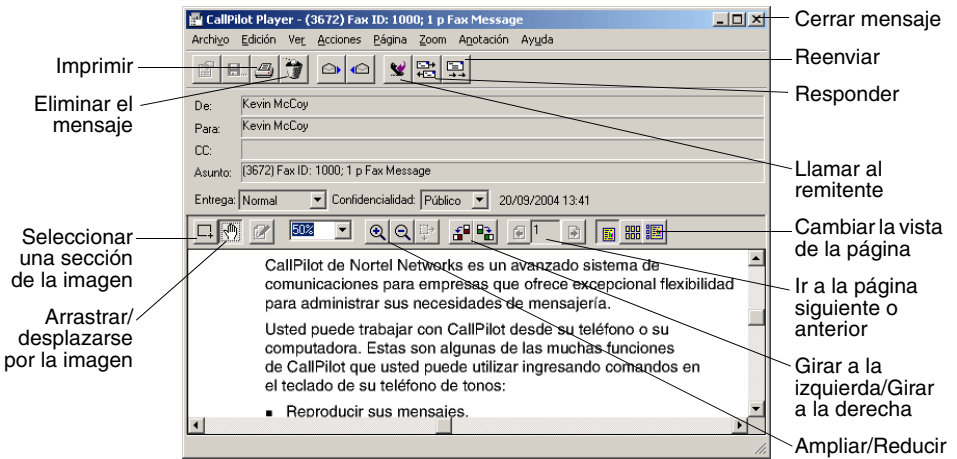 CallPilot Player - (3672) Fax ID: 1000; 1 p Fax Message
Archivo Edición Ver Acciones Página Zoom Anotación Ayuda
De: Kevin McCoy
Para: Kevin McCoy
CC:
Asunto: (3672) Fax ID: 1000; 1 p Fax Message
Entrega: Normal Confidencialidad: Público 20/09/2004 13:41
50% 1
CallPilot de Nortel Networks es un avanzado sistema de
comunicaciones para empresas que ofrece excepcional flexibilidad
para administrar sus necesidades de mensajería.
Usted puede trabajar con CallPilot desde su teléfono o su
computadora. Estas son algunas de las muchas funciones
de CallPilot que usted puede utilizar ingresando comandos en
el teclado de su teléfono de tonos:
▪ Reproducir sus mensajes.
Imprimir
Eliminar el
mensaje
Seleccionar
una sección
de la imagen
Arrastrar/
desplazarse
por la imagen
Cerrar mensaje
Reenviar
Responder
Llamar al
remitente
Cambiar la vista
de la página
Ir a la página
siguiente o
anterior
Girar a la
izquierda/Girar
a la derecha
Ampliar/Reducir